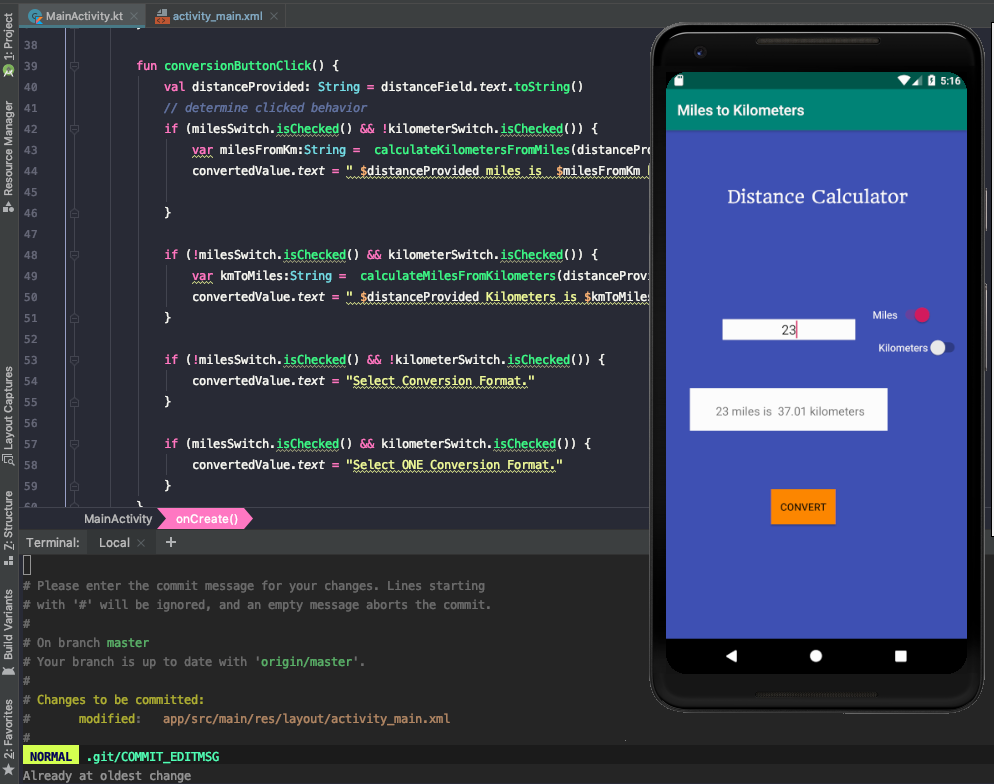 MainActivity.kt
activity_main.xml
1: Project
Resource Manager
Layout Captures
Z: Structure
Build Variants
2: Favorites
38
39 fun conversionButtonClick() {
40 val distanceProvided: String = distanceField.text.toString()
41 // determine clicked behavior
42 if (milesSwitch.isChecked() && !kilometerSwitch.isChecked()) {
43 var milesFromKm:String = calculateKilometersFromMiles(distancePro
44 convertedValue.text = " $distanceProvided miles is $milesFromKm
45
46 }
47
48 if (!milesSwitch.isChecked() && kilometerSwitch.isChecked()) {
49 var kmToMiles:String = calculateMilesFromKilometers(distanceProvi
50 convertedValue.text = " $distanceProvided Kilometers is $kmToMiles
51 }
52
53 if (!milesSwitch.isChecked() && !kilometerSwitch.isChecked()) {
54 convertedValue.text = "Select Conversion Format."
55 }
56
57 if (milesSwitch.isChecked() && kilometerSwitch.isChecked()) {
58 convertedValue.text = "Select ONE Conversion Format."
59 }
60 }
MainActivity
onCreate()
Terminal: Local +
# Please enter the commit message for your changes. Lines starting
# with '#' will be ignored, and an empty message aborts the commit.
#
# On branch master
# Your branch is up to date with 'origin/master'.
#
# Changes to be committed:
# modified: app/src/main/res/layout/activity_main.xml
#
NORMAL .git/COMMIT_EDITMSG
Already at oldest change
5:16
Miles to Kilometers
Distance Calculator
Miles
23
Kilometers
23 miles is 37.01 kilometers
CONVERT